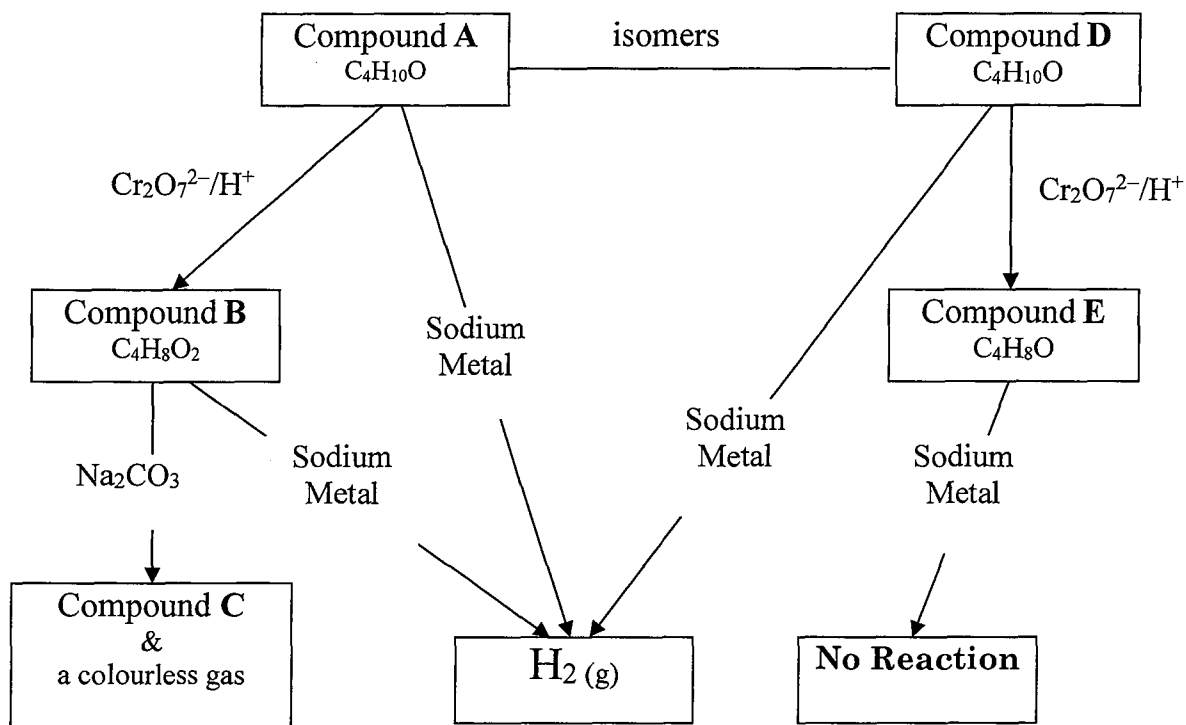 Compound A
C₄H₁₀O
isomers
Compound D
C₄H₁₀O
Cr₂O₇²⁻/H⁺
Cr₂O₇²⁻/H⁺
Compound B
C₄H₈O₂
Sodium
Metal
Compound E
C₄H₈O
Na₂CO₃
Sodium
Metal
Sodium
Metal
Sodium
Metal
Compound C
&
a colourless gas
H₂ (g)
No Reaction